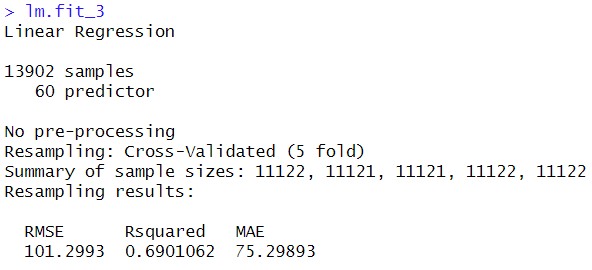 > lm.fit_3
Linear Regression
13902 samples
60 predictor
No pre-processing
Resampling: Cross-Validated (5 fold)
Summary of sample sizes: 11122, 11121, 11121, 11122, 11122
Resampling results:
RMSE Rsquared MAE
101.2993 0.6901062 75.29893